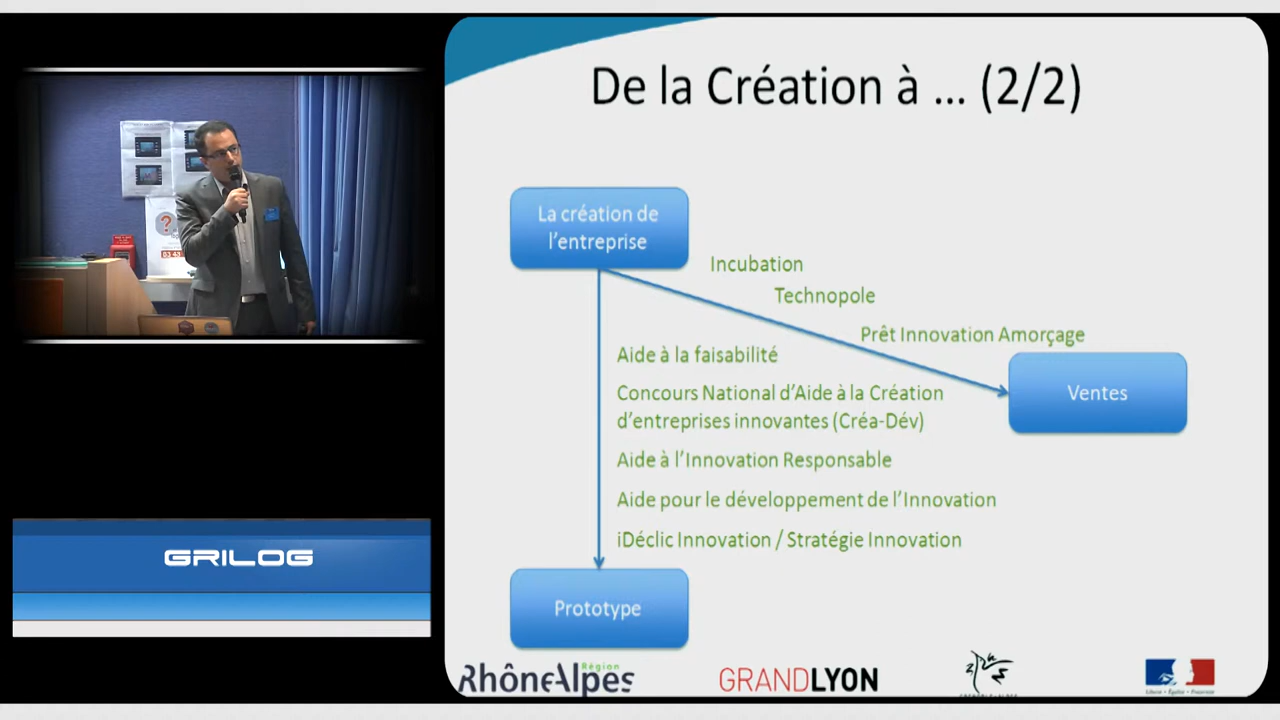 De la Création à ... (2/2)
La création de
l'entreprise
Incubation
Technopole
Prêt Innovation Amorçage
Aide à la faisabilité
Concours National d'Aide à la Création
d'entreprises innovantes (Créa-Dév)
Aide à l'Innovation Responsable
Aide pour le développement de l'Innovation
iDéclic Innovation / Stratégie Innovation
Ventes
Prototype
GRILOG
?
Région
RhôneAlpes
GRANDLYON